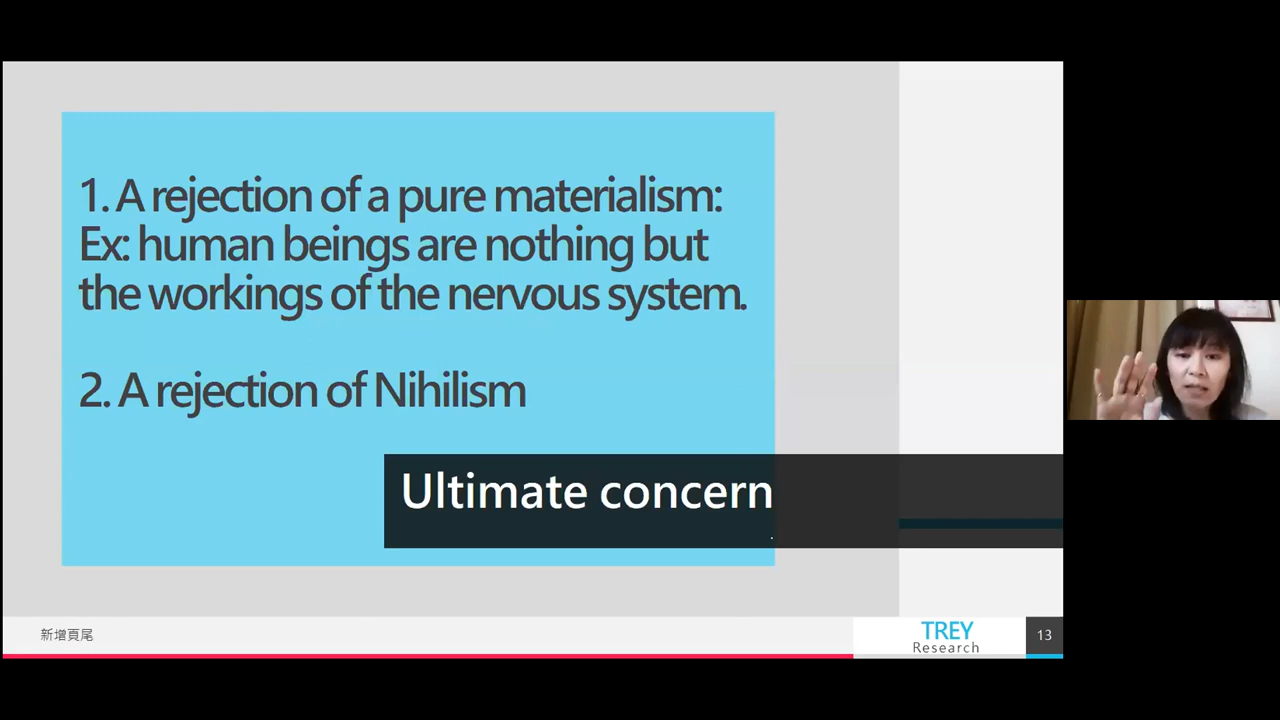 1. A rejection of a pure materialism:
Ex: human beings are nothing but
the workings of the nervous system.
2. A rejection of Nihilism
Ultimate concern
.
新增頁尾
TREY
Research
13